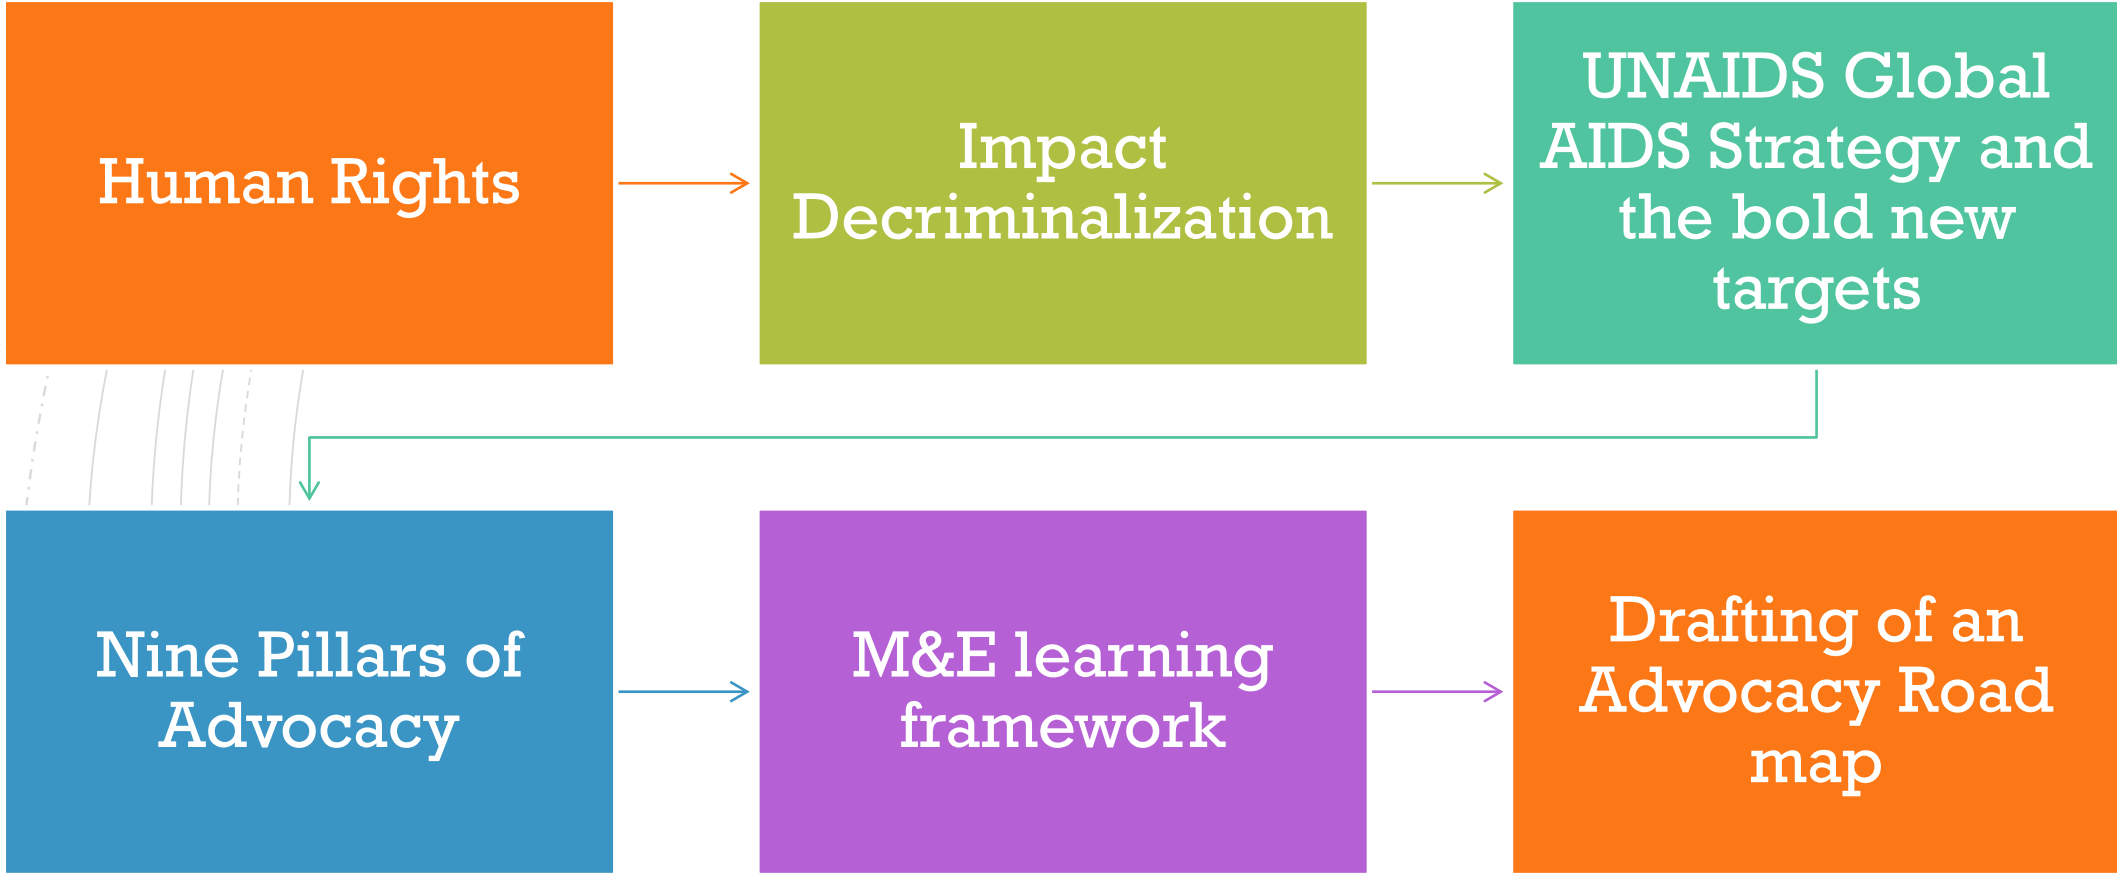 Human Rights
Impact
Decriminalization
UNAIDS Global
AIDS Strategy and
the bold new
targets
Nine Pillars of
Advocacy
M&E learning
framework
Drafting of an
Advocacy Road
map